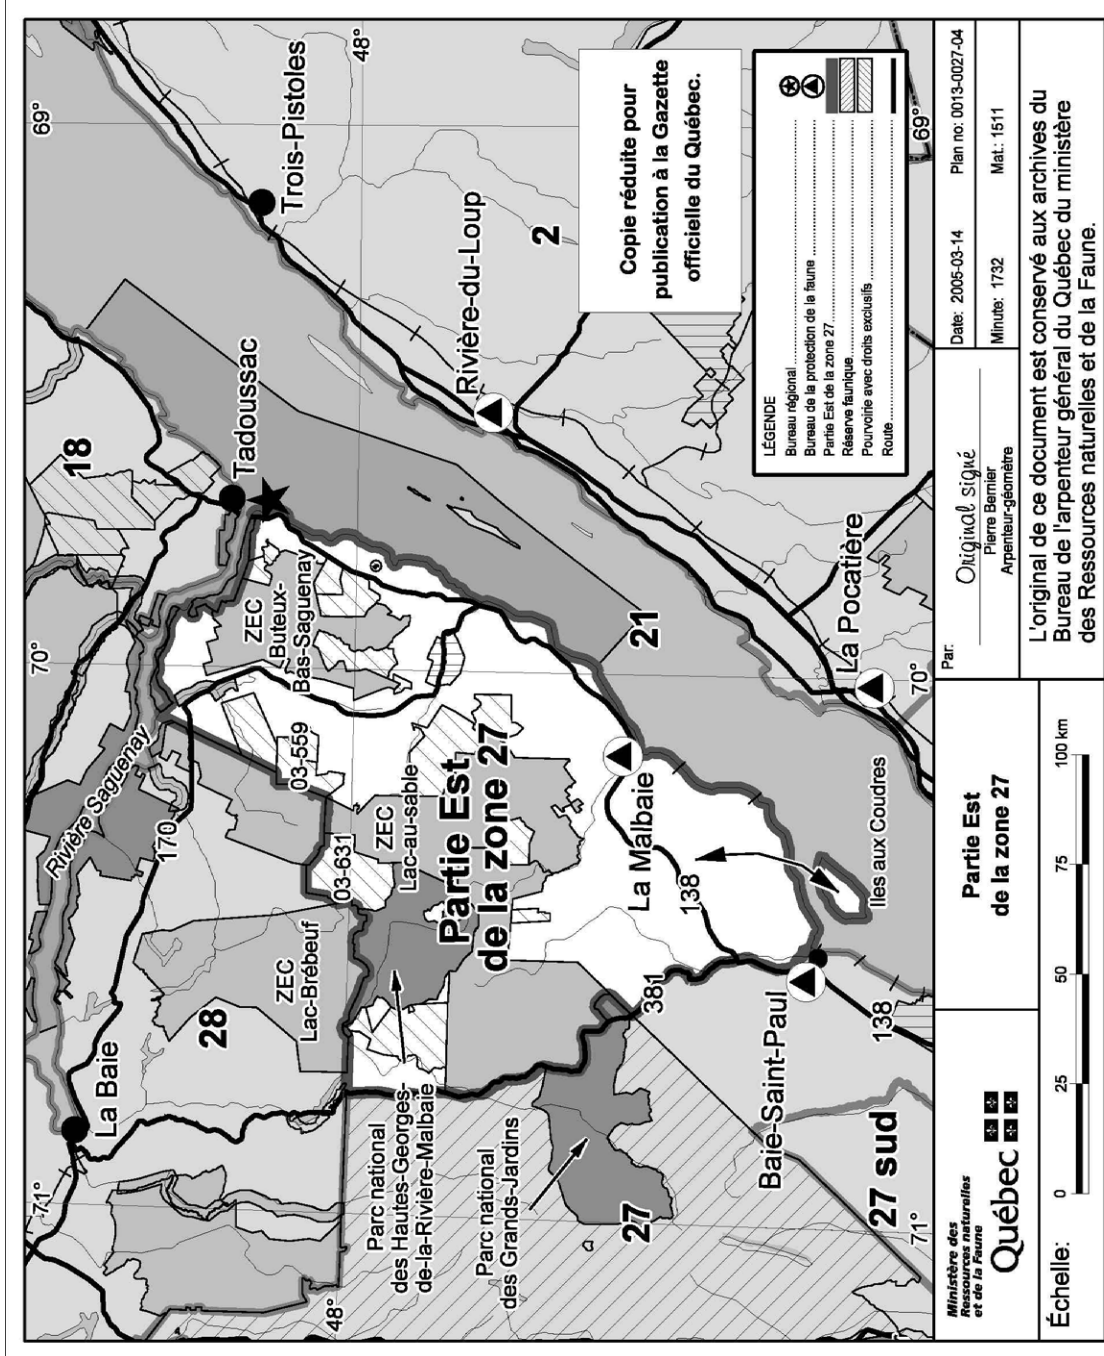 69°
48°
Trois-Pistoles
Rivière-du-Loup
2
Copie réduite pour
publication à la Gazette
officielle du Québec.
18
Tadoussac
70°
Rivière Saguenay
170
ZEC
Buteux-
Bas-Saguenay
03-559
03-631
ZEC
Lac-au-sable
Partie Est
de la zone 27
21
La Pocatière
70°
69°
La Malbaie
138
Iles aux Coudres
ZEC
Lac-Brébeuf
28
La Baie
71°
48°
Parc national
des Hautes-Georges-
de-la-Rivière-Malbaie
Parc national
des Grands-Jardins
27
381
Baie-Saint-Paul
138
27 sud
71°
LÉGENDE
Bureau régional
Bureau de la protection de la faune
Partie Est de la zone 27
Réserve faunique
Pourvoirie avec droits exclusifs
Route
Ministère des
Ressources naturelles
et de la Faune
Québec
Partie Est
de la zone 27
Échelle:
0 25 50 75 100 km
Par:
Original signé
Pierre Bernier
Arpenteur-géomètre
Date: 2005-03-14
Plan no: 0013-0027-04
Minute: 1732
Mat.: 1511
L'original de ce document est conservé aux archives du
Bureau de l'arpenteur général du Québec du ministère
des Ressources naturelles et de la Faune.